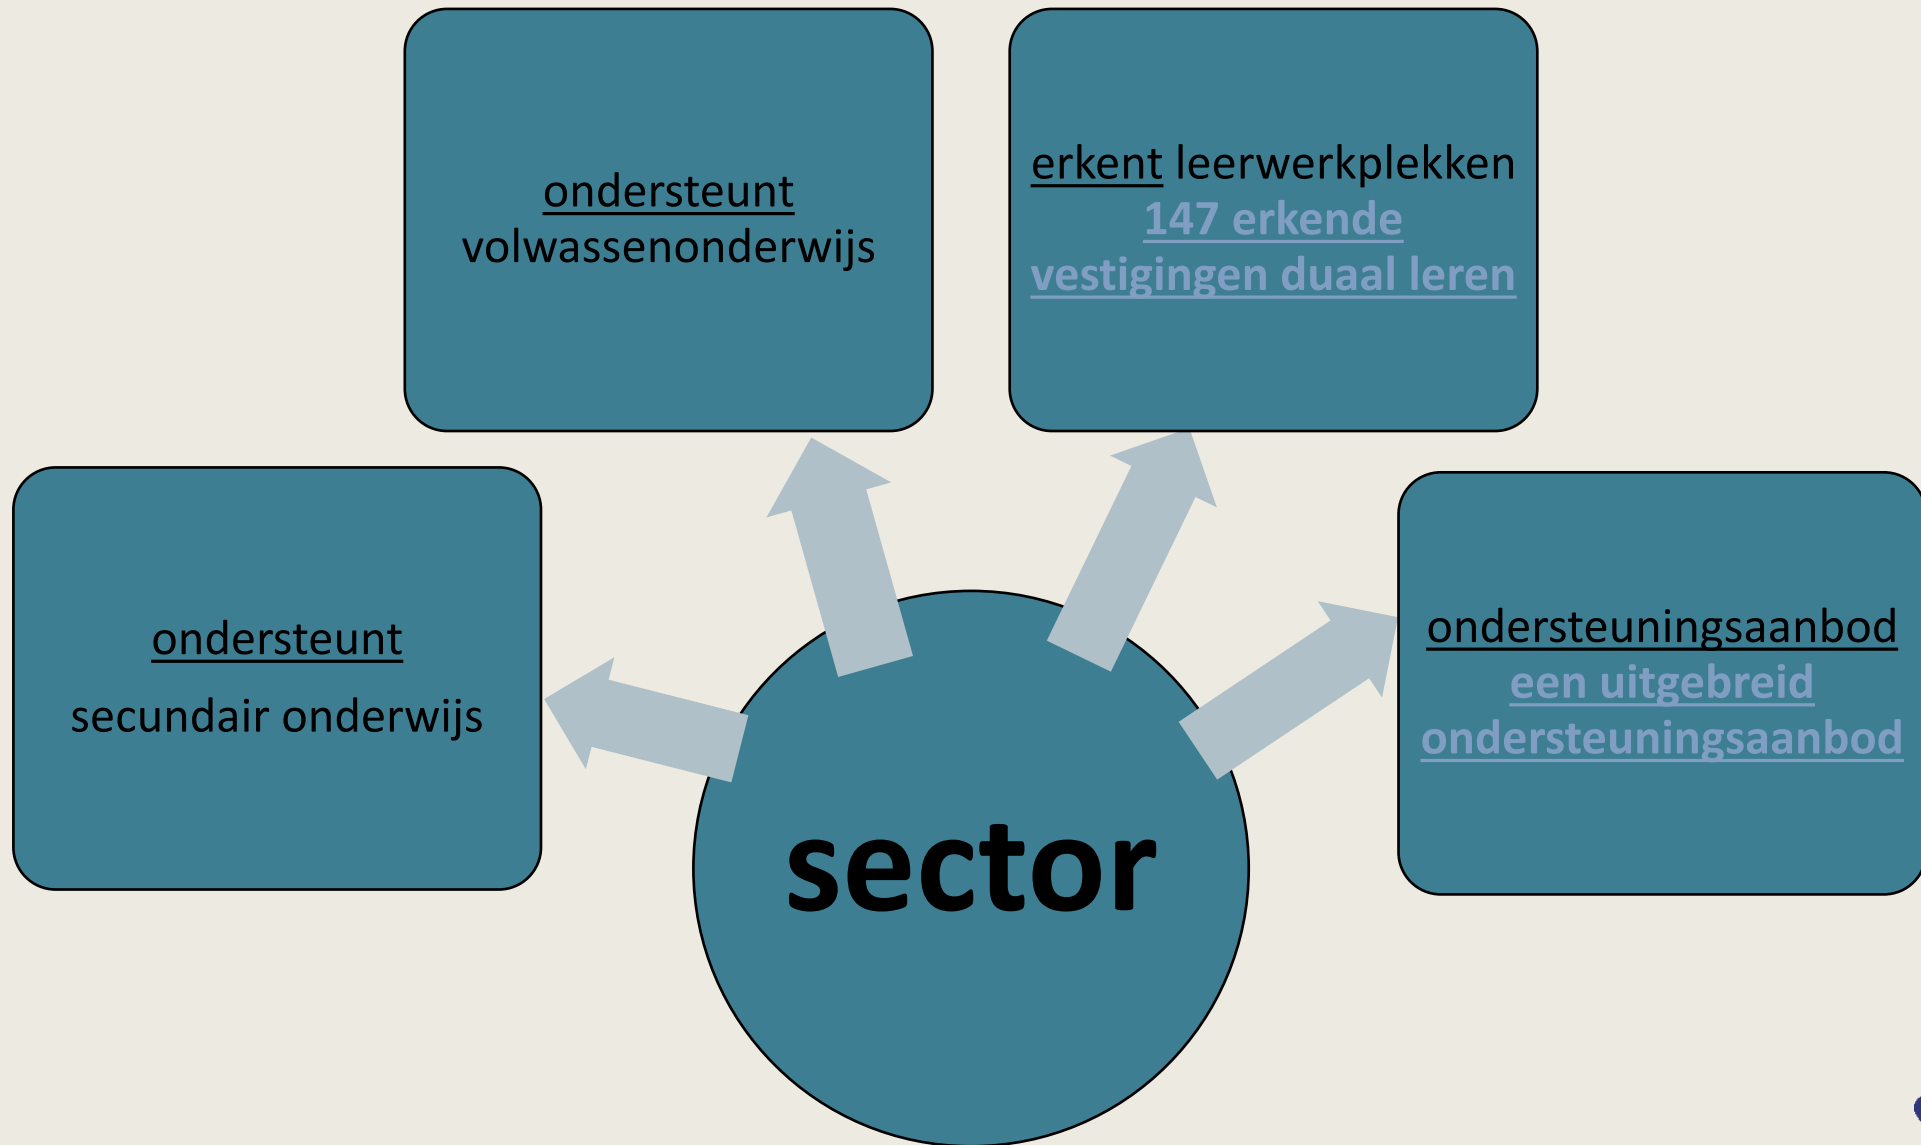 ondersteunt
volwassenonderwijs
erkent leerwerkplekken
147 erkende
vestigingen duaal leren
ondersteunt
secundair onderwijs
ondersteuningsaanbod
een uitgebreid
ondersteuningsaanbod
sector